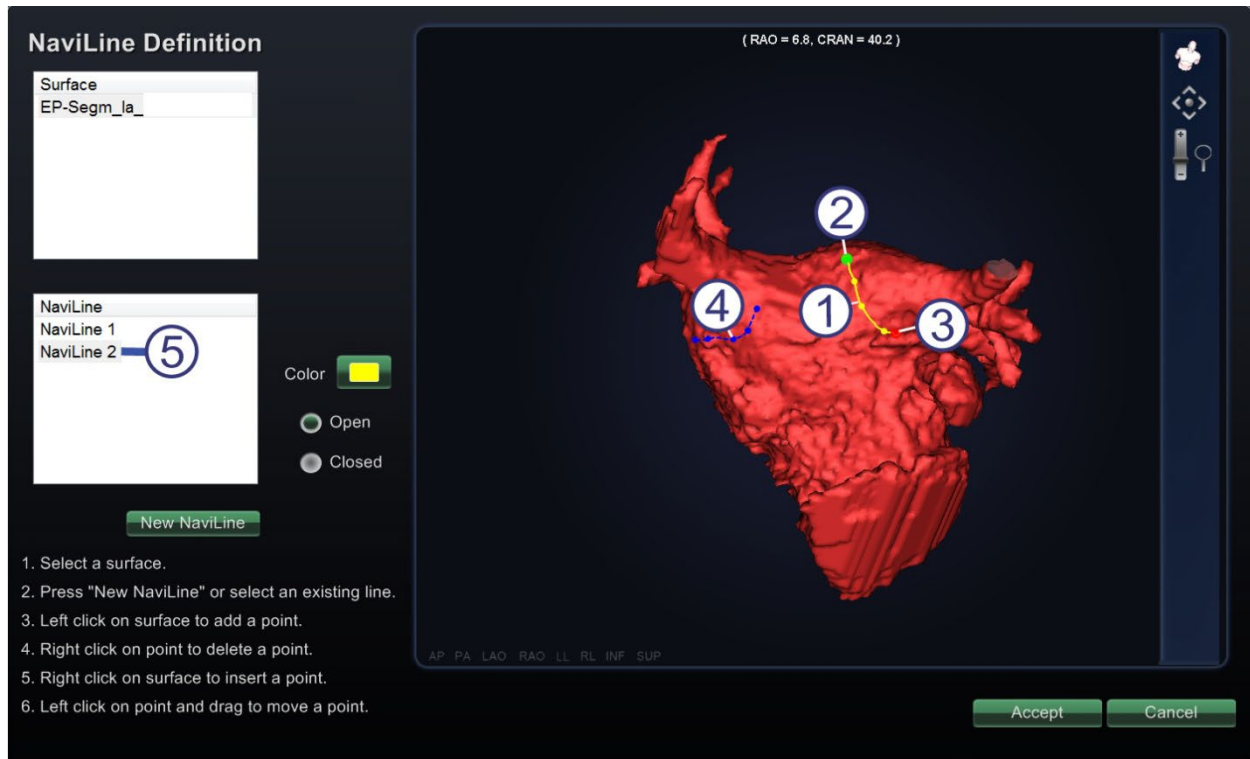 NaviLine Definition
Surface
EP-Segm_la_
NaviLine
NaviLine 1
NaviLine 2
5
Color
Open
Closed
New NaviLine
1. Select a surface.
2. Press "New NaviLine" or select an existing line.
3. Left click on surface to add a point.
4. Right click on point to delete a point.
5. Right click on surface to insert a point.
6. Left click on point and drag to move a point.
( RAO = 6.8, CRAN = 40.2 )
2
4
1
3
+
-
AP PA LAO RAO LL RL INF SUP
Accept
Cancel